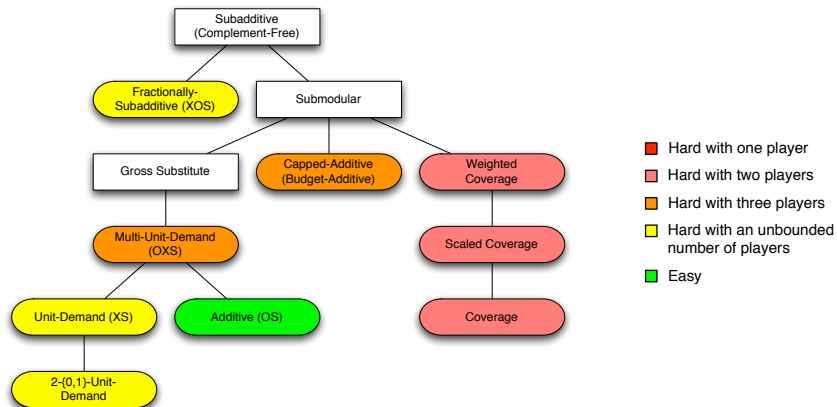 Subadditive
(Complement-Free)
Fractionally-
Subadditive (XOS)
Submodular
Gross Substitute
Capped-Additive
(Budget-Additive)
Weighted
Coverage
Multi-Unit-Demand
(OXS)
Scaled Coverage
Unit-Demand (XS)
Additive (OS)
Coverage
2-{0,1}-Unit-
Demand
Hard with one player
Hard with two players
Hard with three players
Hard with an unbounded
number of players
Easy